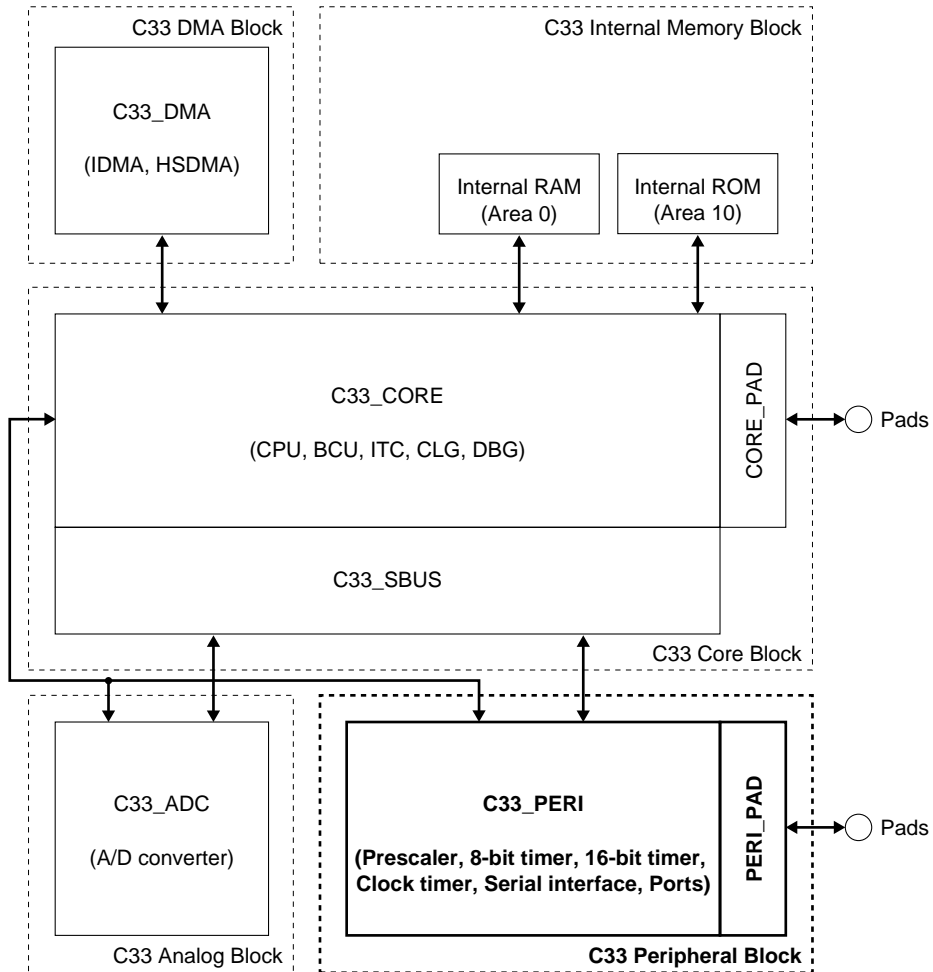 C33 DMA Block
C33_DMA
(IDMA, HSDMA)
C33 Internal Memory Block
Internal RAM
(Area 0)
Internal ROM
(Area 10)
C33_CORE
(CPU, BCU, ITC, CLG, DBG)
CORE_PAD
Pads
C33_SBUS
C33 Core Block
C33_ADC
(A/D converter)
C33 Analog Block
C33_PERI
(Prescaler, 8-bit timer, 16-bit timer,
Clock timer, Serial interface, Ports)
PERI_PAD
Pads
C33 Peripheral Block